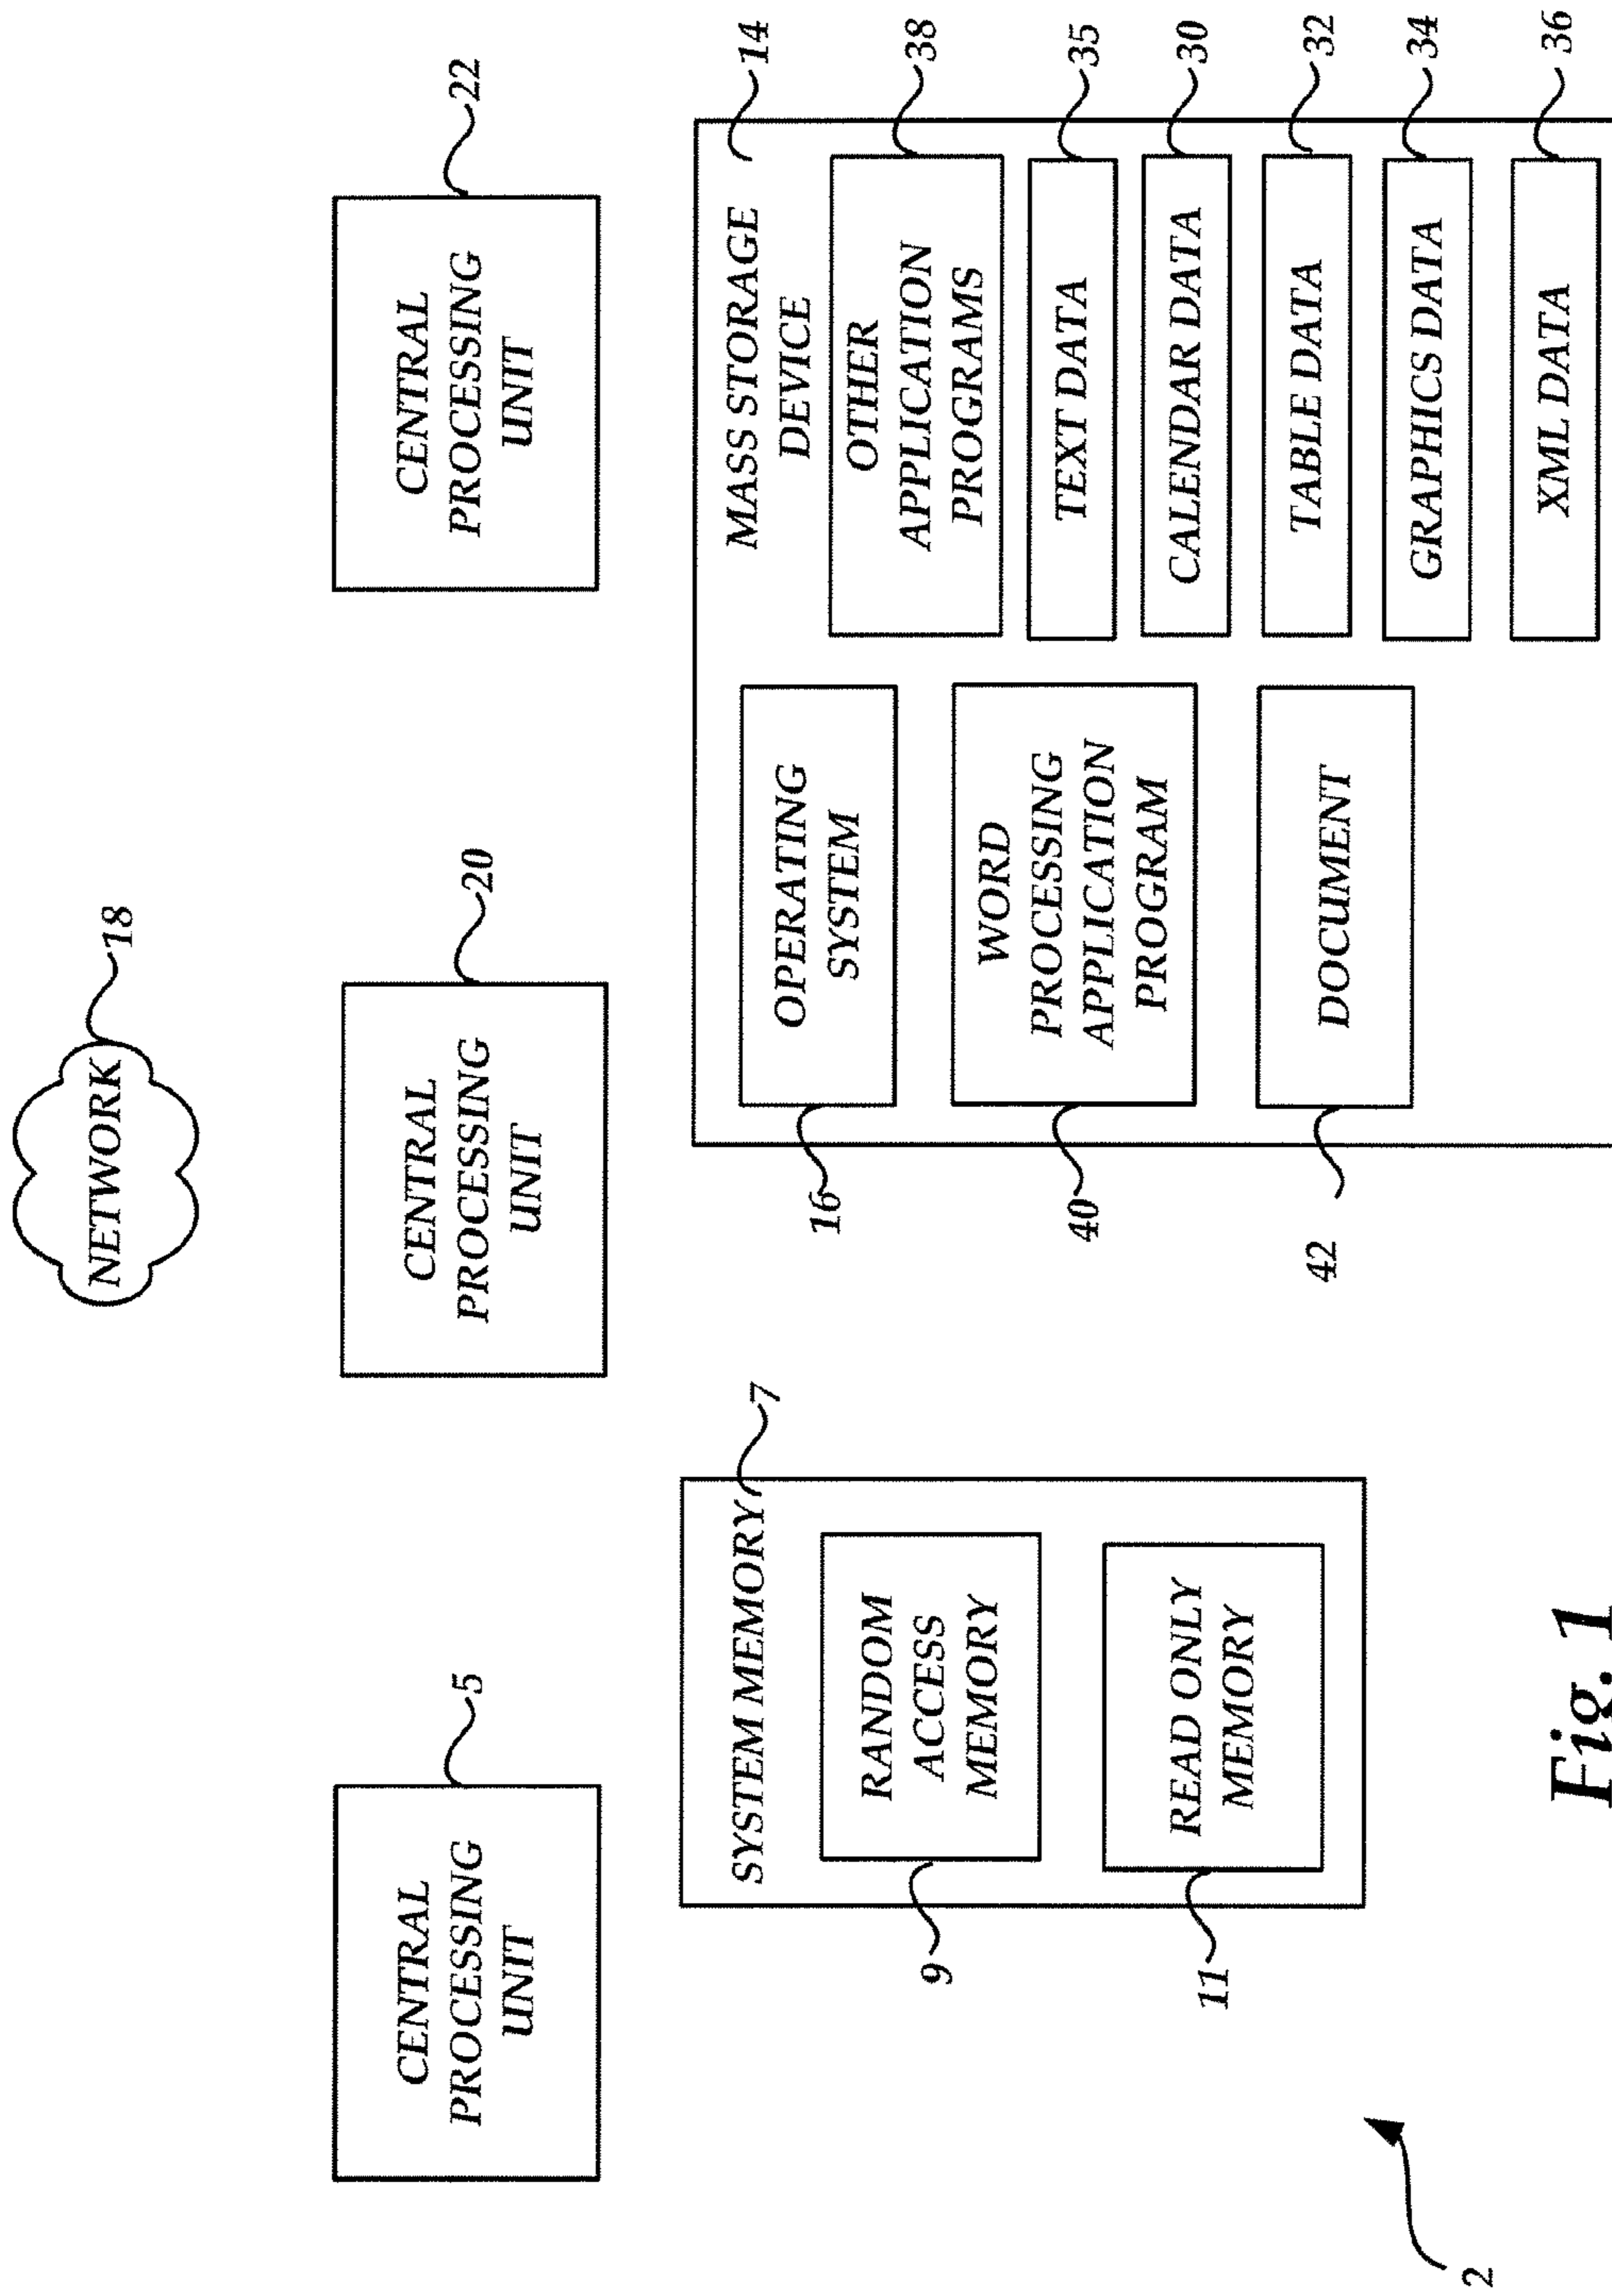 NETWORK
18
CENTRAL
PROCESSING
UNIT
5
CENTRAL
PROCESSING
UNIT
20
CENTRAL
PROCESSING
UNIT
22
SYSTEM MEMORY
7
RANDOM
ACCESS
MEMORY
9
READ ONLY
MEMORY
11
MASS STORAGE
DEVICE
14
OPERATING
SYSTEM
16
WORD
PROCESSING
APPLICATION
PROGRAM
40
DOCUMENT
42
OTHER
APPLICATION
PROGRAMS
38
TEXT DATA
35
CALENDAR DATA
30
TABLE DATA
32
GRAPHICS DATA
34
XML DATA
36
2
Fig. 1